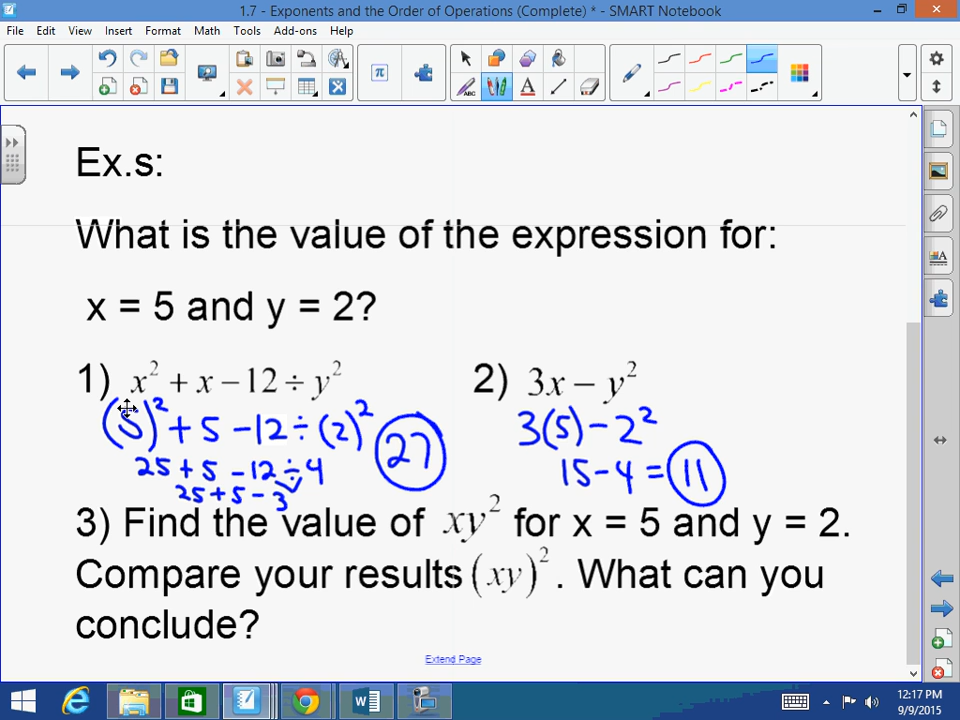 1.7 - Exponents and the Order of Operations (Complete) * - SMART Notebook
File Edit View Insert Format Math Tools Add-ons Help
Ex.s:
What is the value of the expression for:
x = 5 and y = 2?
1) x² + x − 12 ÷ y² 2) 3x − y²
(5)² + 5 − 12 ÷ (2)² 27 3(5) − 2²
25 + 5 − 12 ÷ 4 15 − 4 = 11
25 + 5 − 3
3) Find the value of xy² for x = 5 and y = 2.
Compare your results (xy)². What can you
conclude?
Extend Page
12:17 PM
9/9/2015